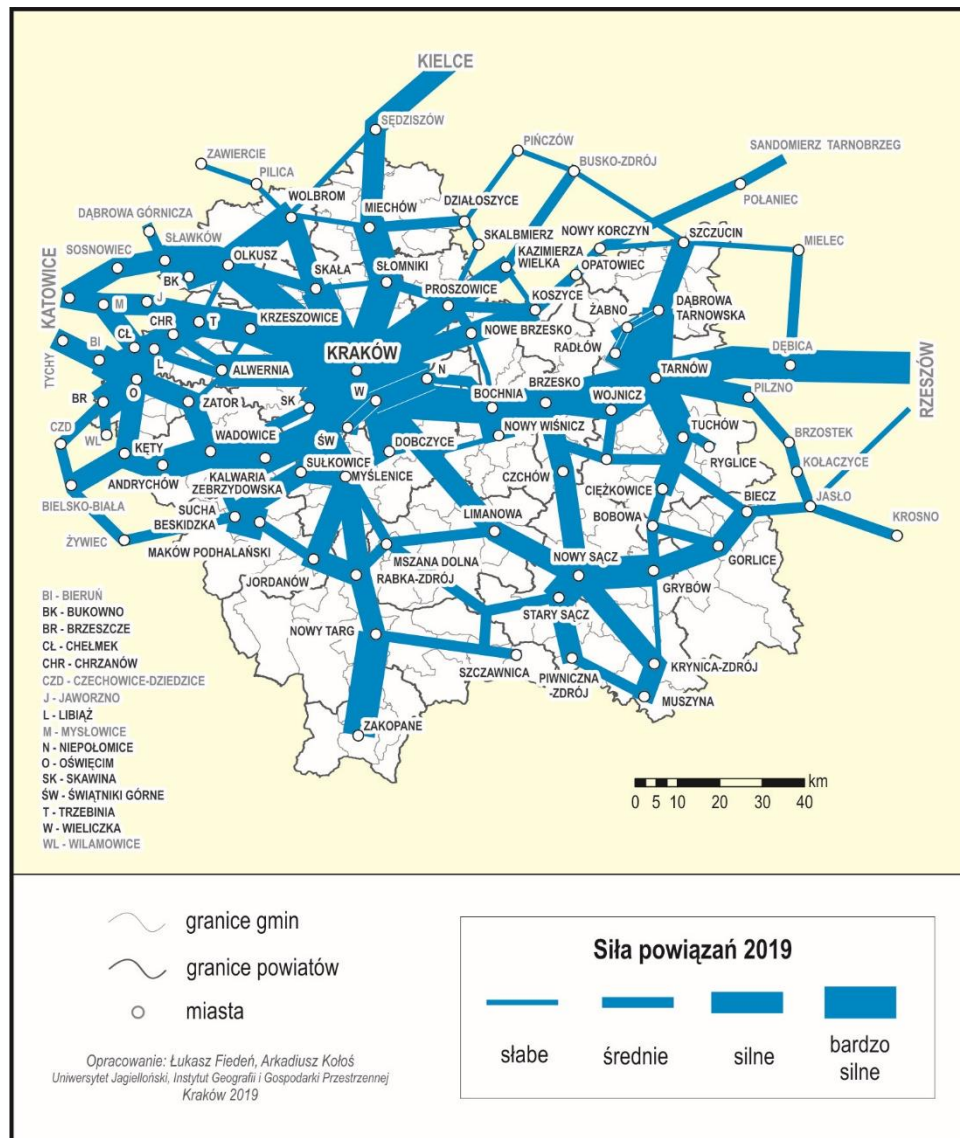 KIELCE
SĘDZISZÓW
ZAWIERCIE
PIŃCZÓW
SANDOMIERZ TARNOBRZEG
PILICA
BUSKO-ZDRÓJ
POŁANIEC
WOLBROM
MIECHÓW
DZIAŁOSZYCE
DĄBROWA GÓRNICZA
SŁAWKÓW
SKALBMIERZ
NOWY KORCZYN
SZCZUCIN
SOSNOWIEC
OLKUSZ
KAZIMIERZA
WIELKA
MIELEC
BK
SKAŁA
SŁOMNIKI
OPATOWIEC
KATOWICE
PROSZOWICE
KOSZYCE
M
J
ŻABNO
DĄBROWA
TARNOWSKA
CHR
T
KRZESZOWICE
NOWE BRZESKO
CŁ
RADŁÓW
KRAKÓW
TYCHY
BI
L
ALWERNIA
N
BRZESKO
TARNÓW
DĘBICA
RZESZÓW
O
W
BOCHNIA
WOJNICZ
PILZNO
BR
ZATOR
SK
CZD
WL
WADOWICE
ŚW
DOBCZYCE
NOWY WIŚNICZ
TUCHÓW
BRZOSTEK
KĘTY
SUŁKOWICE
RYGLICE
KOŁACZYCE
ANDRYCHÓW
KALWARIA
ZEBRZYDOWSKA
MYŚLENICE
CZCHÓW
CIĘŻKOWICE
BIELSKO-BIAŁA
SUCHA
BESKIDZKA
LIMANOWA
BIECZ
JASŁO
BOBOWA
KROSNO
ŻYWIEC
MAKÓW PODHALAŃSKI
MSZANA DOLNA
NOWY SĄCZ
GORLICE
JORDANÓW
RABKA-ZDRÓJ
GRYBÓW
STARY SĄCZ
NOWY TARG
SZCZAWNICA
PIWNICZNA
-ZDRÓJ
KRYNICA-ZDRÓJ
MUSZYNA
ZAKOPANE
BI - BIERUŃ
BK - BUKOWNO
BR - BRZESZCZE
CŁ - CHEŁMEK
CHR - CHRZANÓW
CZD - CZECHOWICE-DZIEDZICE
J - JAWORZNO
L - LIBIĄŻ
M - MYSŁOWICE
N - NIEPOŁOMICE
O - OŚWIĘCIM
SK - SKAWINA
ŚW - ŚWIĄTNIKI GÓRNE
T - TRZEBINIA
W - WIELICZKA
WL - WILAMOWICE
km
0 5 10 20 30 40
granice gmin
granice powiatów
miasta
Opracowanie: Łukasz Fiedeń, Arkadiusz Kołoś
Uniwersytet Jagielloński, Instytut Geografii i Gospodarki Przestrzennej
Kraków 2019
Siła powiązań 2019
słabe
średnie
silne
bardzo
silne